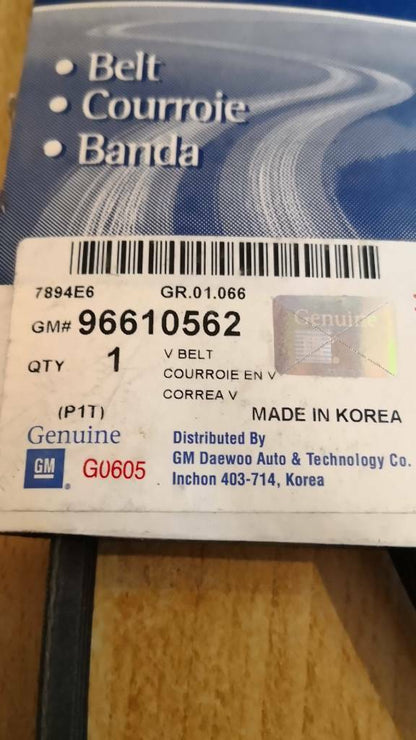 • Belt
• Courroie
• Banda
7894E6 GR.01.066
GM# 96610562
QTY 1 V BELT
COURROIE EN V
CORREA V
Genuine
(P1T) MADE IN KOREA
Genuine
GM ® G0605
Distributed By
GM Daewoo Auto & Technology Co.
Inchon 403-714, Korea